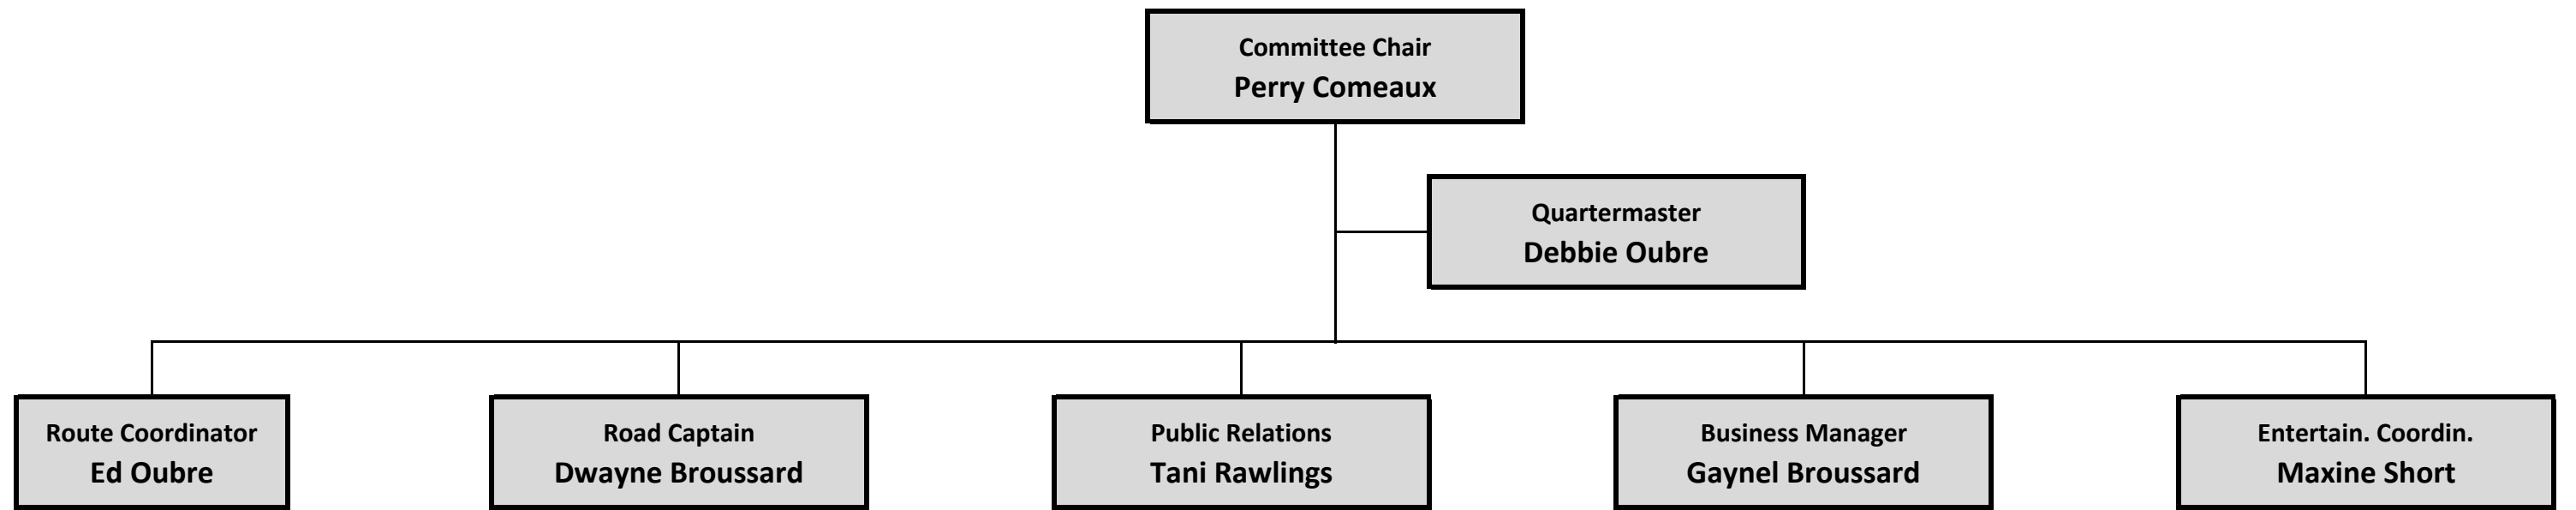 Committee Chair
Perry Comeaux
Quartermaster
Debbie Oubre
Route Coordinator
Ed Oubre
Road Captain
Dwayne Broussard
Public Relations
Tani Rawlings
Business Manager
Gaynel Broussard
Entertain. Coordin.
Maxine Short